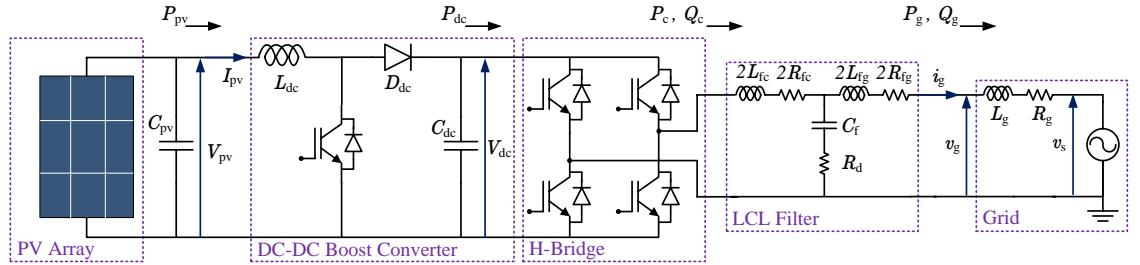 P_pv P_dc P_c, Q_c P_g, Q_g
I_pv L_dc D_dc 2L_fc 2R_fc 2L_fg 2R_fg i_g
C_pv V_pv C_dc V_dc C_f R_d v_g L_g R_g v_s
PV Array DC-DC Boost Converter H-Bridge LCL Filter Grid